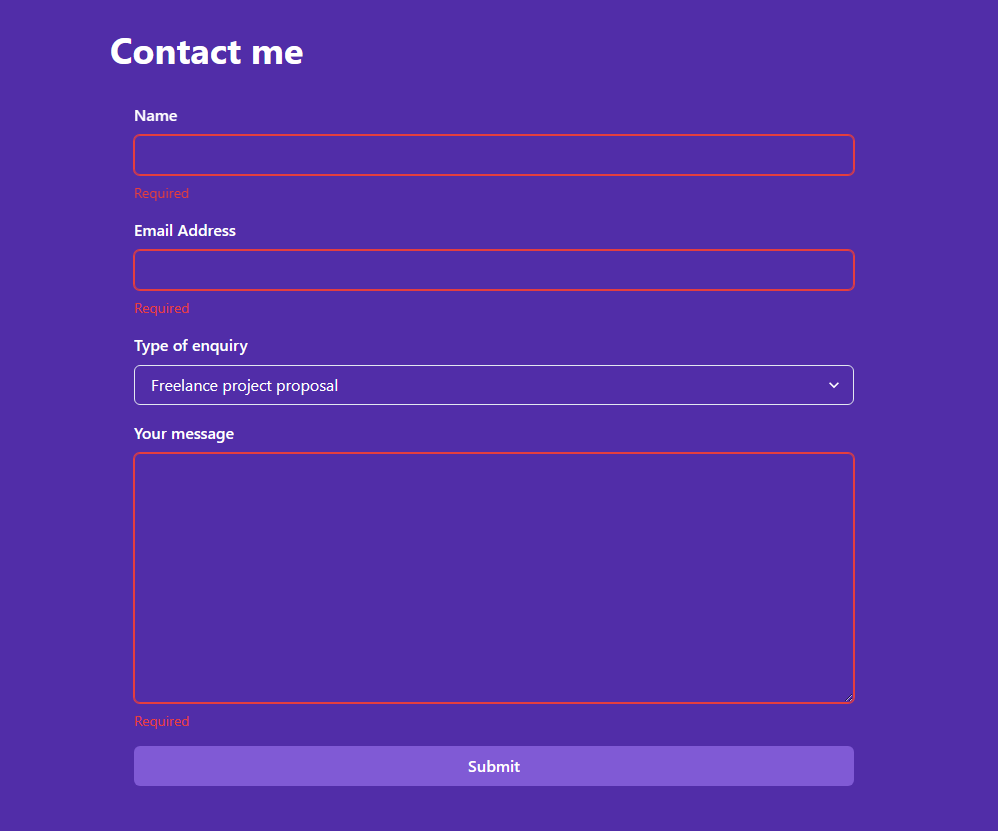 Contact me
Name
Required
Email Address
Required
Type of enquiry
Freelance project proposal
Your message
Required
Submit